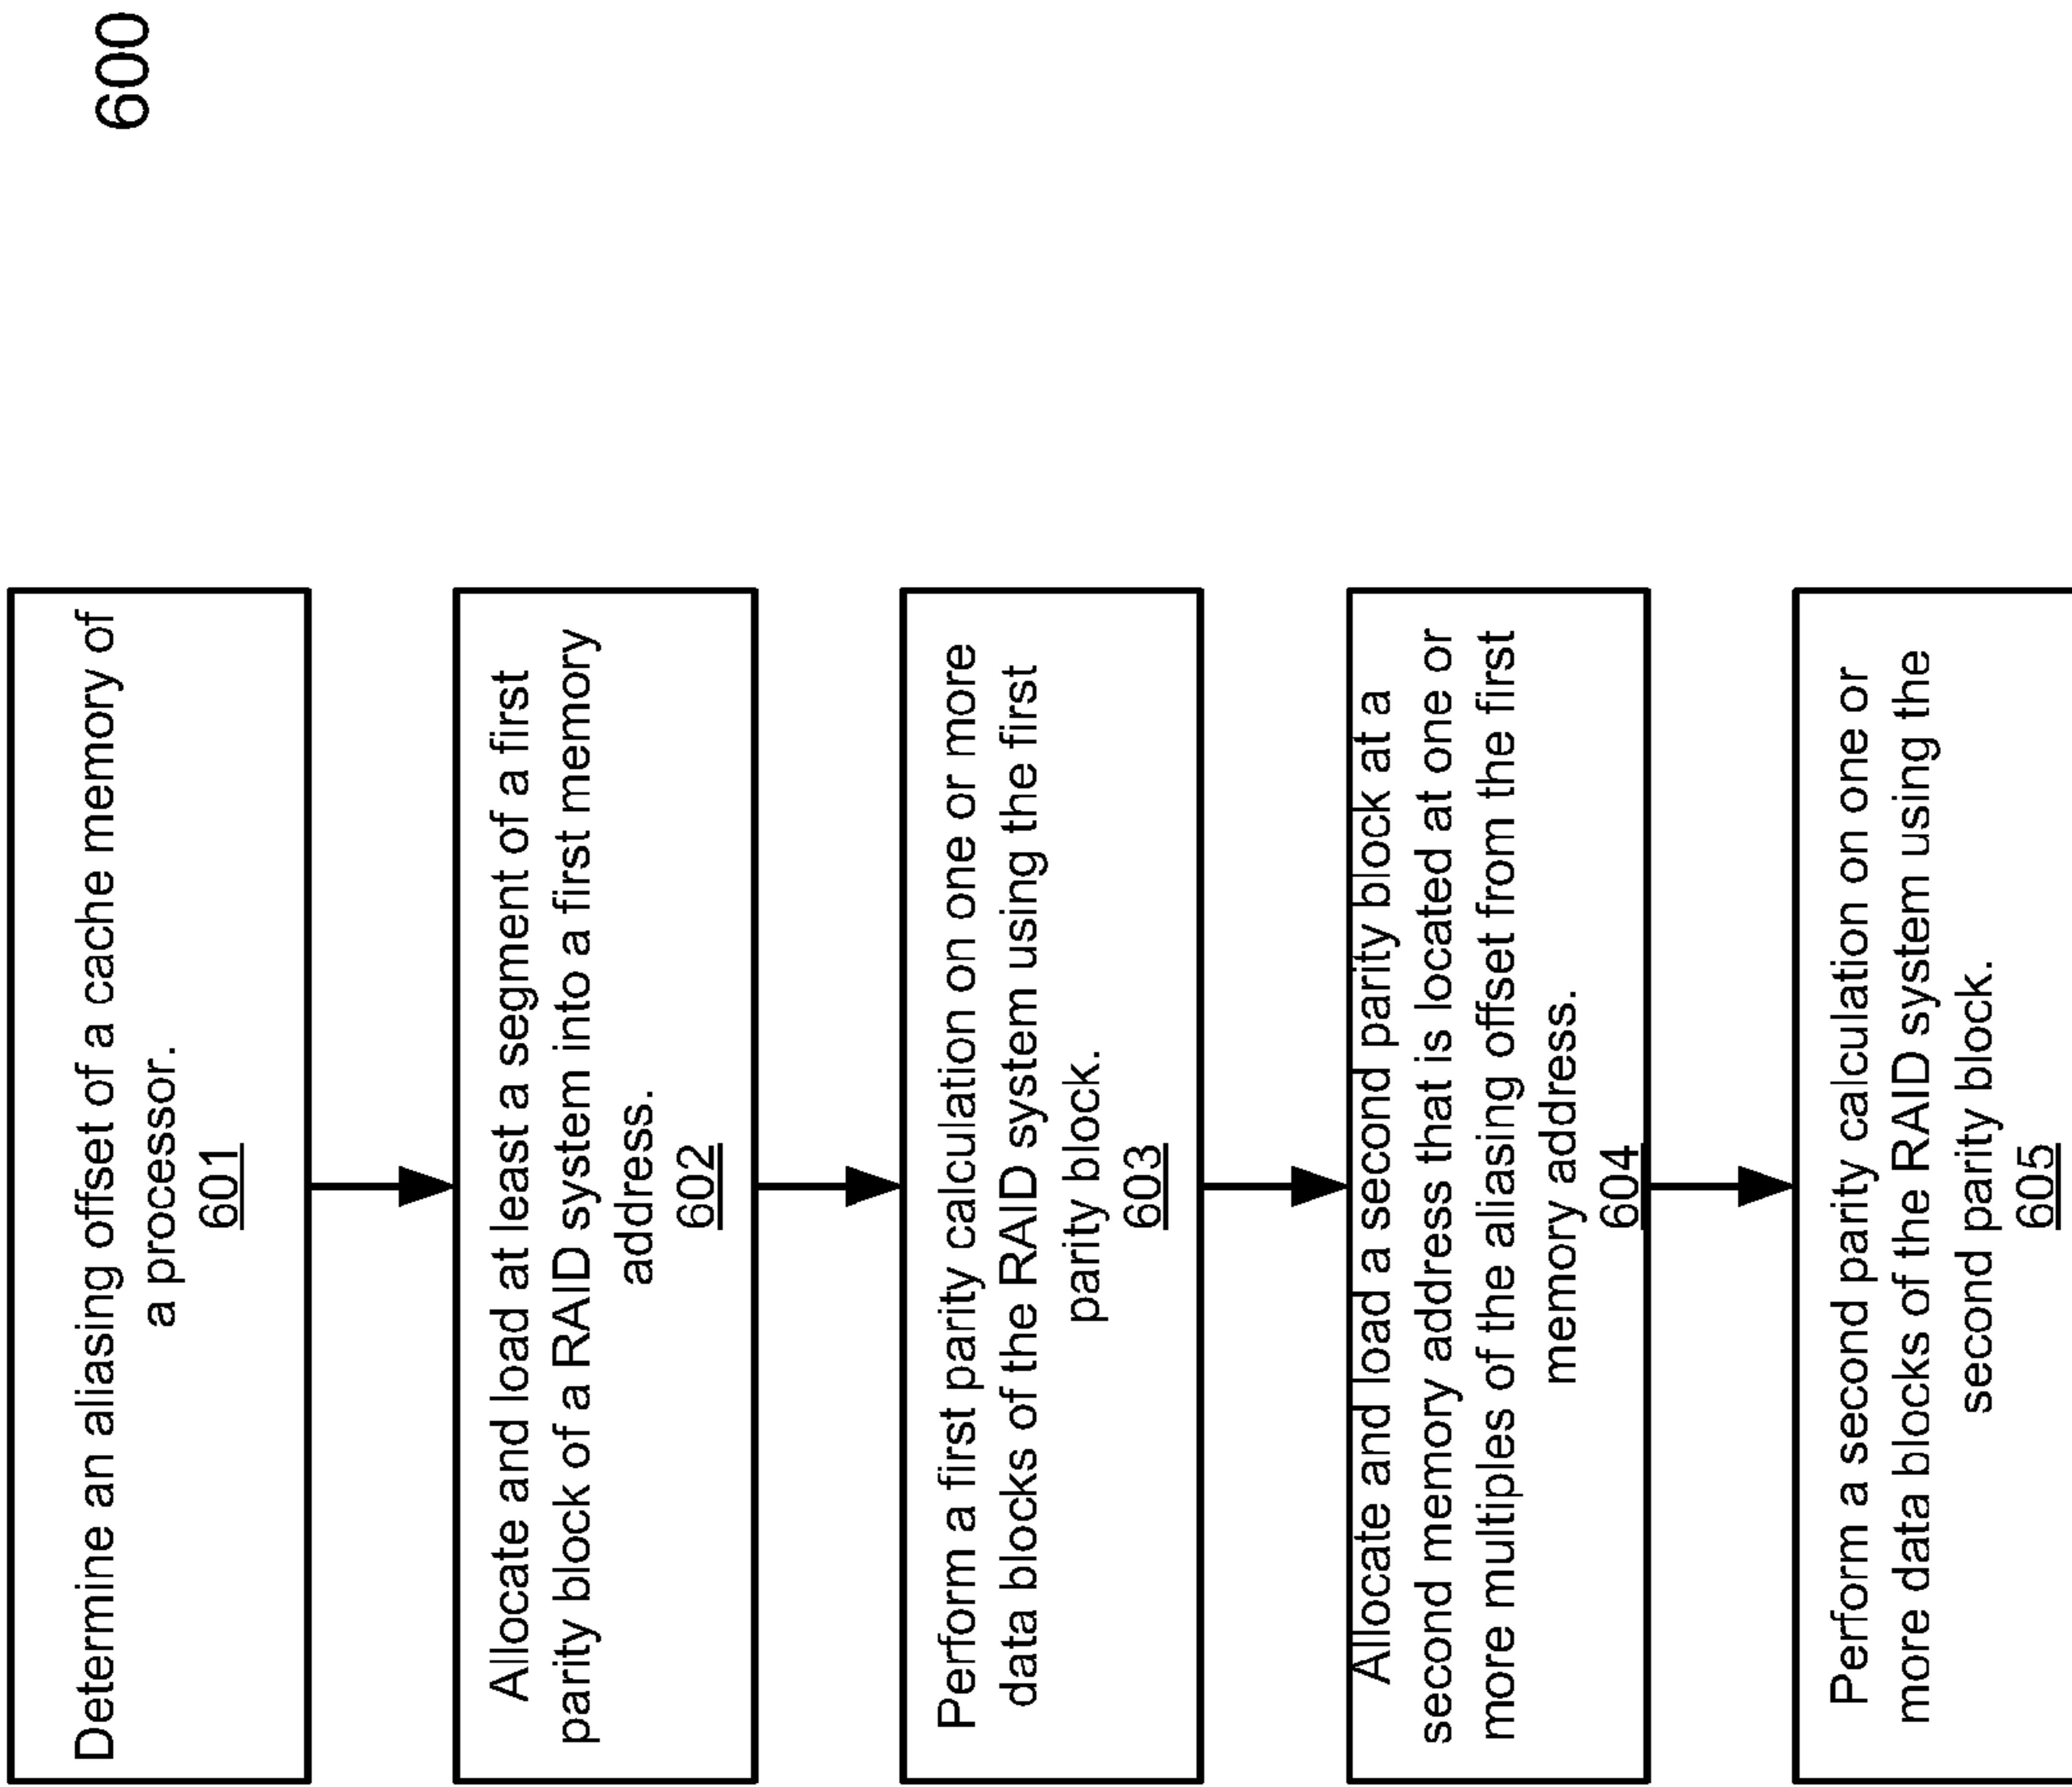 600
Determine an aliasing offset of a cache memory of
a processor.
601
Allocate and load at least a segment of a first
parity block of a RAID system into a first memory
address.
602
Perform a first parity calculation on one or more
data blocks of the RAID system using the first
parity block.
603
Allocate and load a second parity block at a
second memory address that is located at one or
more multiples of the aliasing offset from the first
memory address.
604
Perform a second parity calculation on one or
more data blocks of the RAID system using the
second parity block.
605